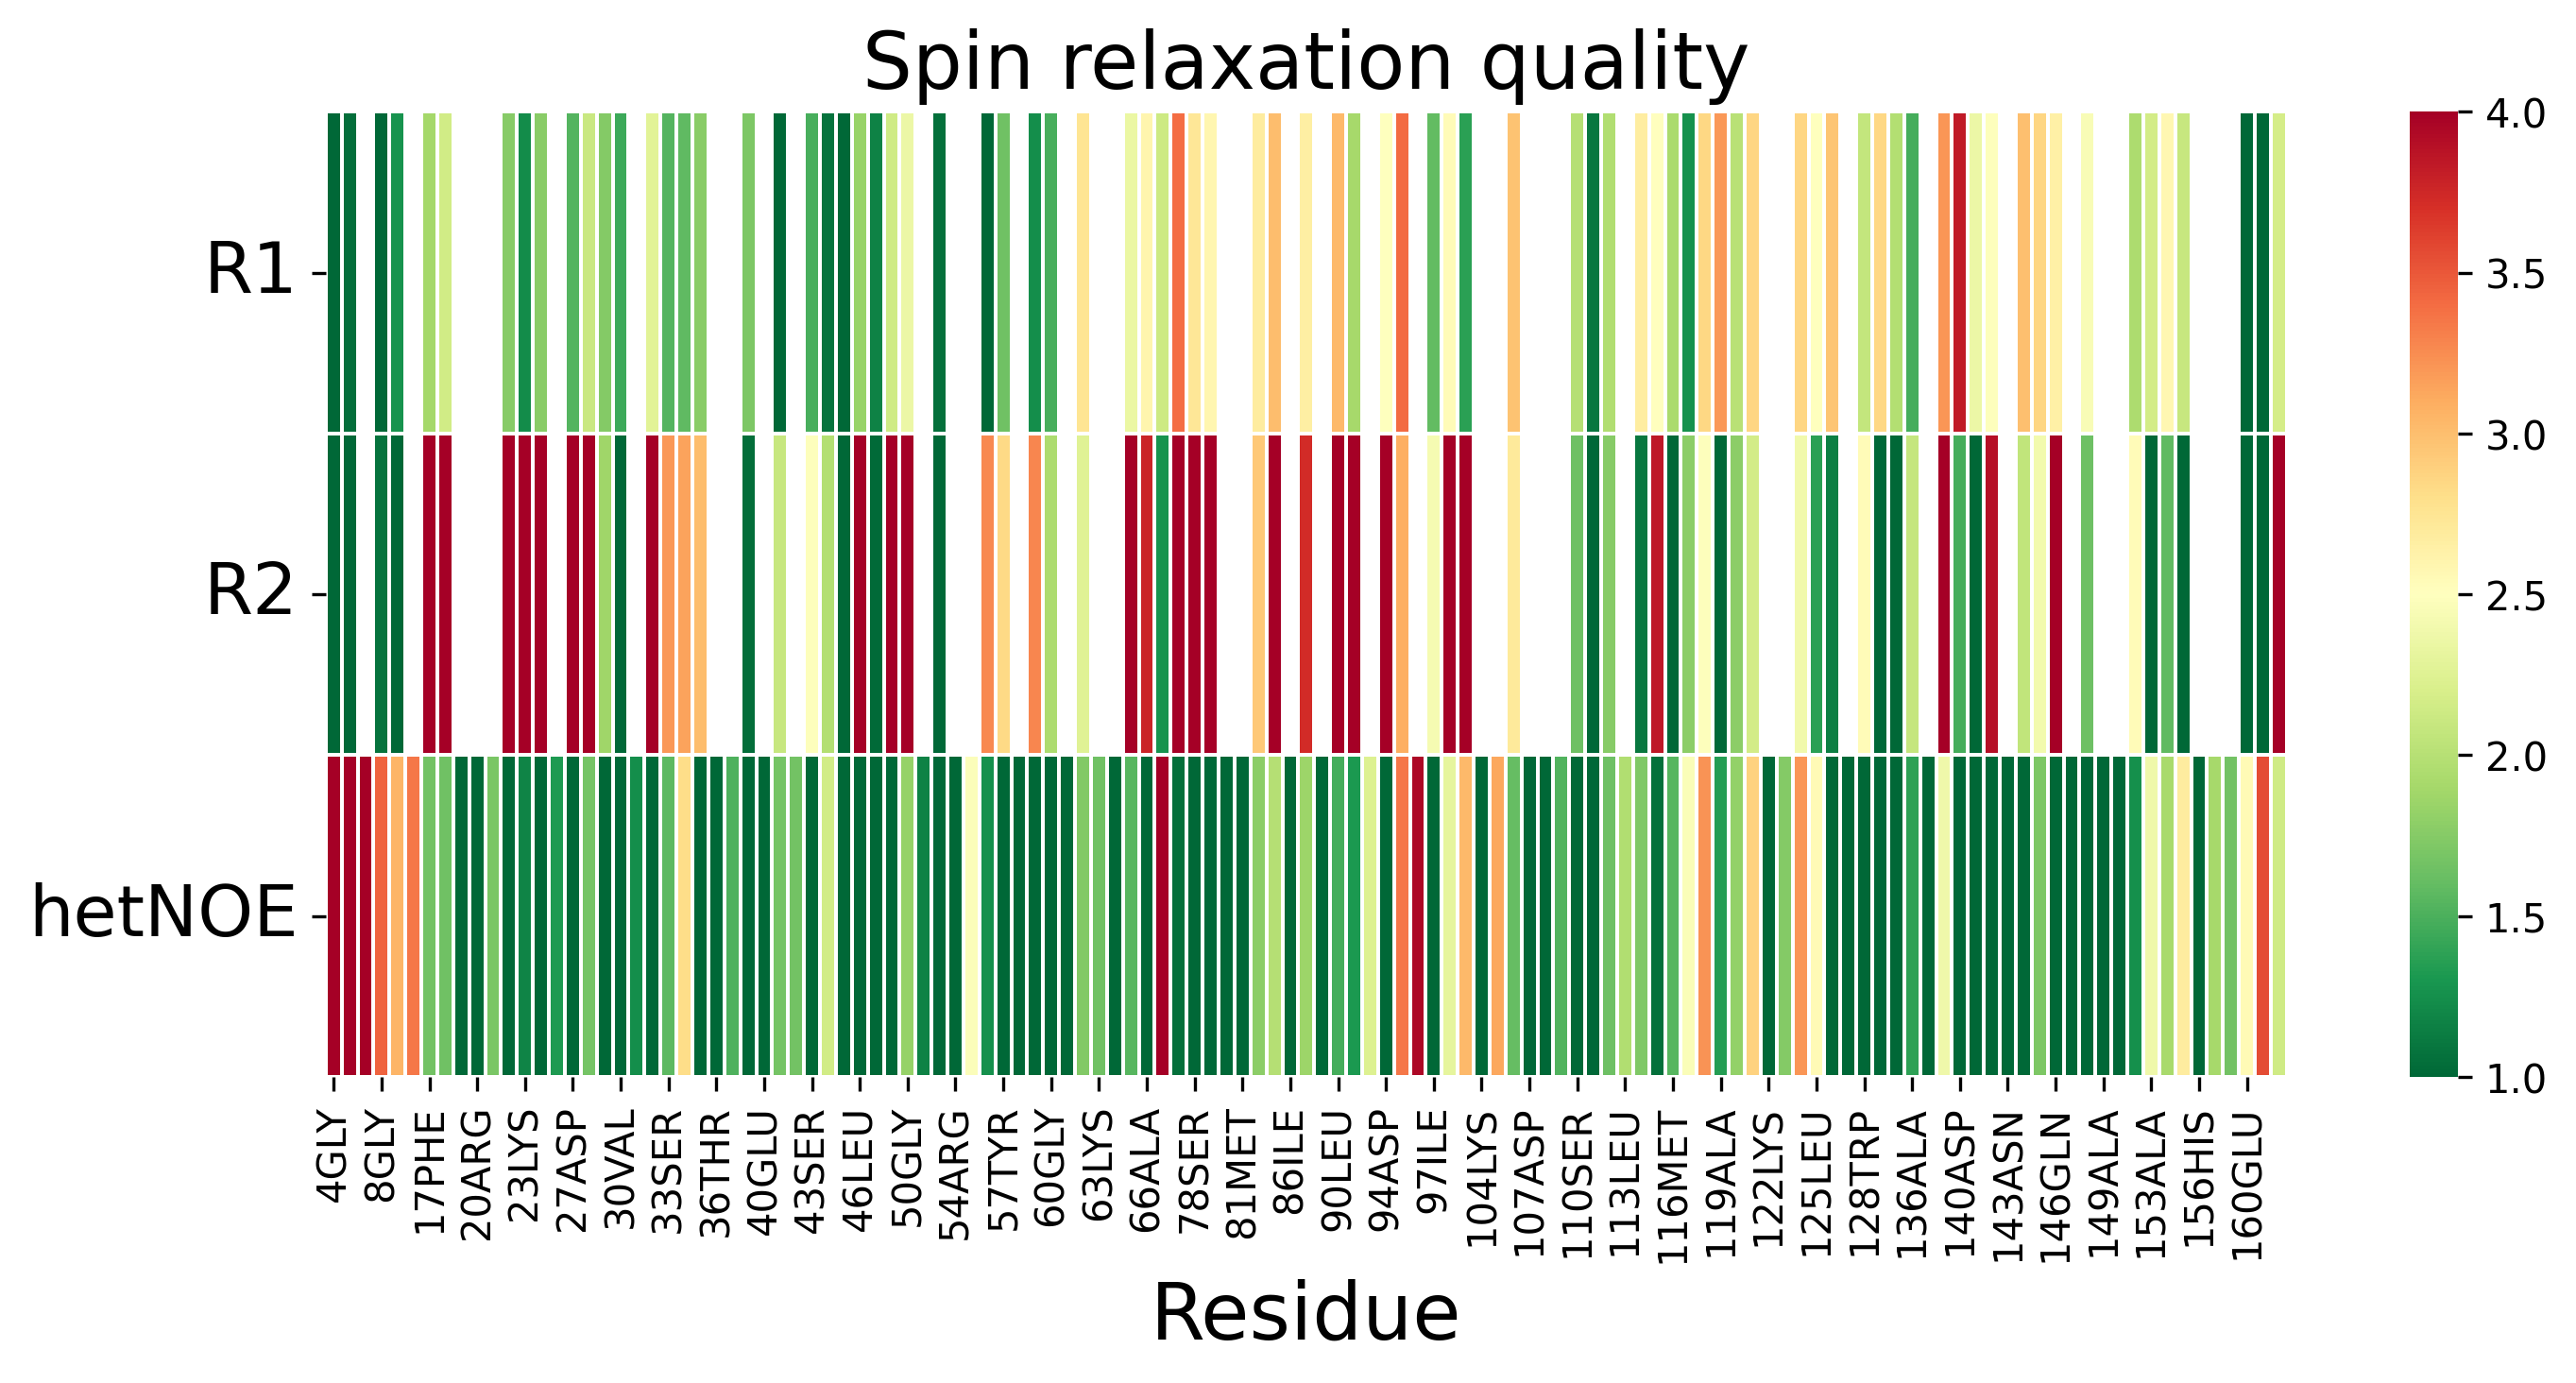 Spin relaxation quality
R1
R2
hetNOE
4GLY 8GLY 17PHE 20ARG 23LYS 27ASP 30VAL 33SER 36THR 40GLU 43SER 46LEU 50GLY 54ARG 57TYR 60GLY 63LYS 66ALA 78SER 81MET 86ILE 90LEU 94ASP 97ILE 104LYS 107ASP 110SER 113LEU 116MET 119ALA 122LYS 125LEU 128TRP 136ALA 140ASP 143ASN 146GLN 149ALA 153ALA 156HIS 160GLU
Residue
4.0
3.5
3.0
2.5
2.0
1.5
1.0